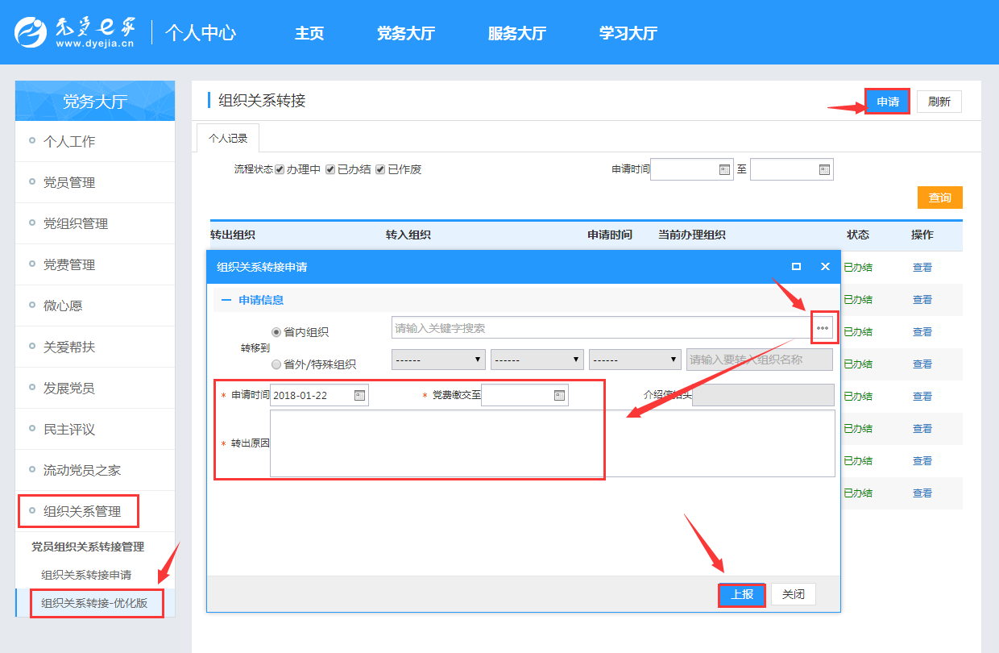 先锋e家
www.dyejia.cn
个人中心 主页 党务大厅 服务大厅 学习大厅
党务大厅
个人工作
党员管理
党组织管理
党费管理
微心愿
关爱帮扶
发展党员
民主评议
流动党员之家
组织关系管理
党员组织关系转接管理
组织关系转接申请
组织关系转接-优化版
组织关系转接 申请 刷新
个人记录
流程状态 办理中 已办结 已作废 申请时间 至
查询
转出组织 转入组织 申请时间 当前办理组织 状态 操作
已办结 查看
已办结 查看
已办结 查看
已办结 查看
已办结 查看
已办结 查看
已办结 查看
已办结 查看
组织关系转接申请
申请信息
转移到
省内组织 请输入关键字搜索
省外/特殊组织 ------ ------ ------ 请输入要转入组织名称
* 申请时间 2018-01-22 * 党费缴交至 介绍信抬头
* 转出原因
上报 关闭